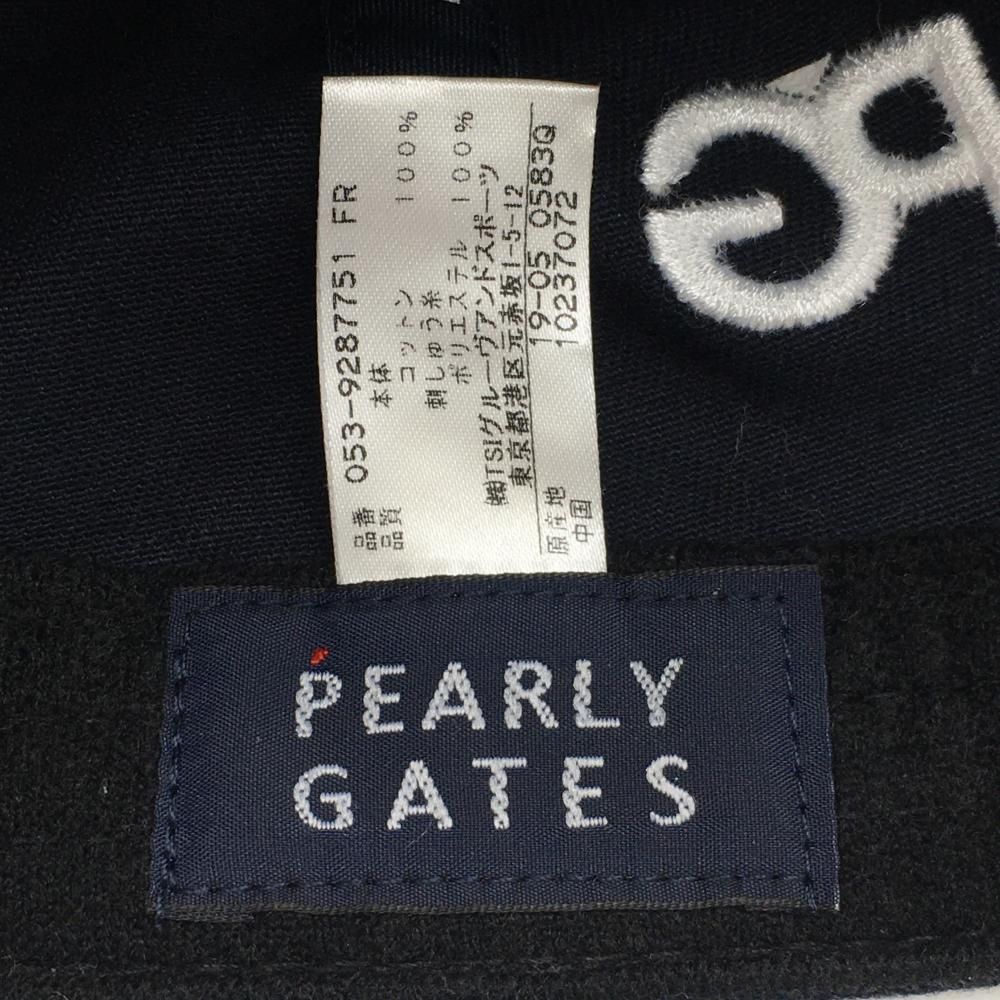 品番 053-9287751 FR
品質 本体
コットン 100%
刺しゅう糸
ポリエステル 100%
㈱TSIグルーヴアンドスポーツ
東京都港区元赤坂1-5-12
19-05 0583Q
原産地 10237072
中国
PG
PEARLY
GATES